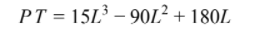 PT = 15L³ − 90L² + 180L